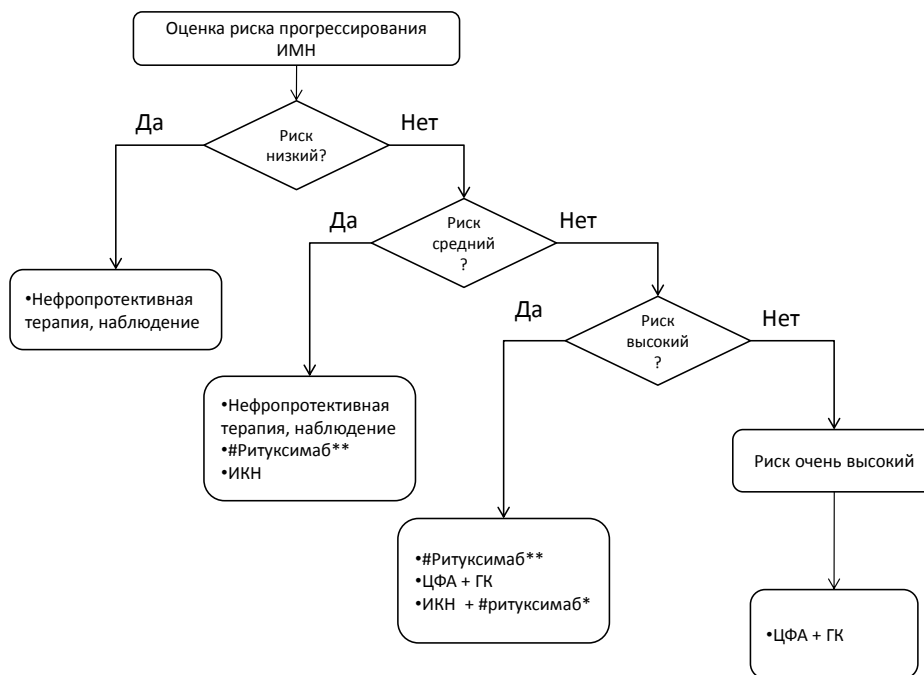 Оценка риска прогрессирования
ИМН
Да
Нет
Риск
низкий?
Да
Нет
Риск
средний
?
•Нефропротективная
терапия, наблюдение
Да
Нет
Риск
высокий
?
•Нефропротективная
терапия, наблюдение
•#Ритуксимаб**
•ИКН
Риск очень высокий
•#Ритуксимаб**
•ЦФА + ГК
•ИКН + #ритуксимаб*
•ЦФА + ГК